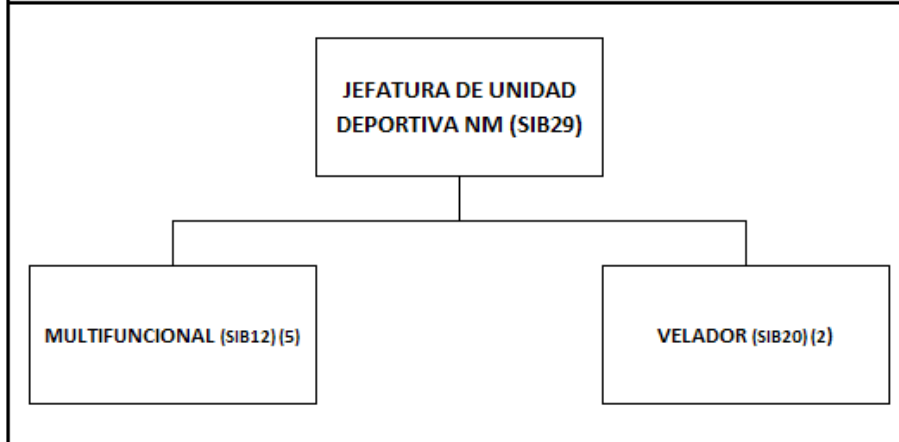 JEFATURA DE UNIDAD
DEPORTIVA NM (SIB29)
MULTIFUNCIONAL (SIB12) (5)
VELADOR (SIB20) (2)